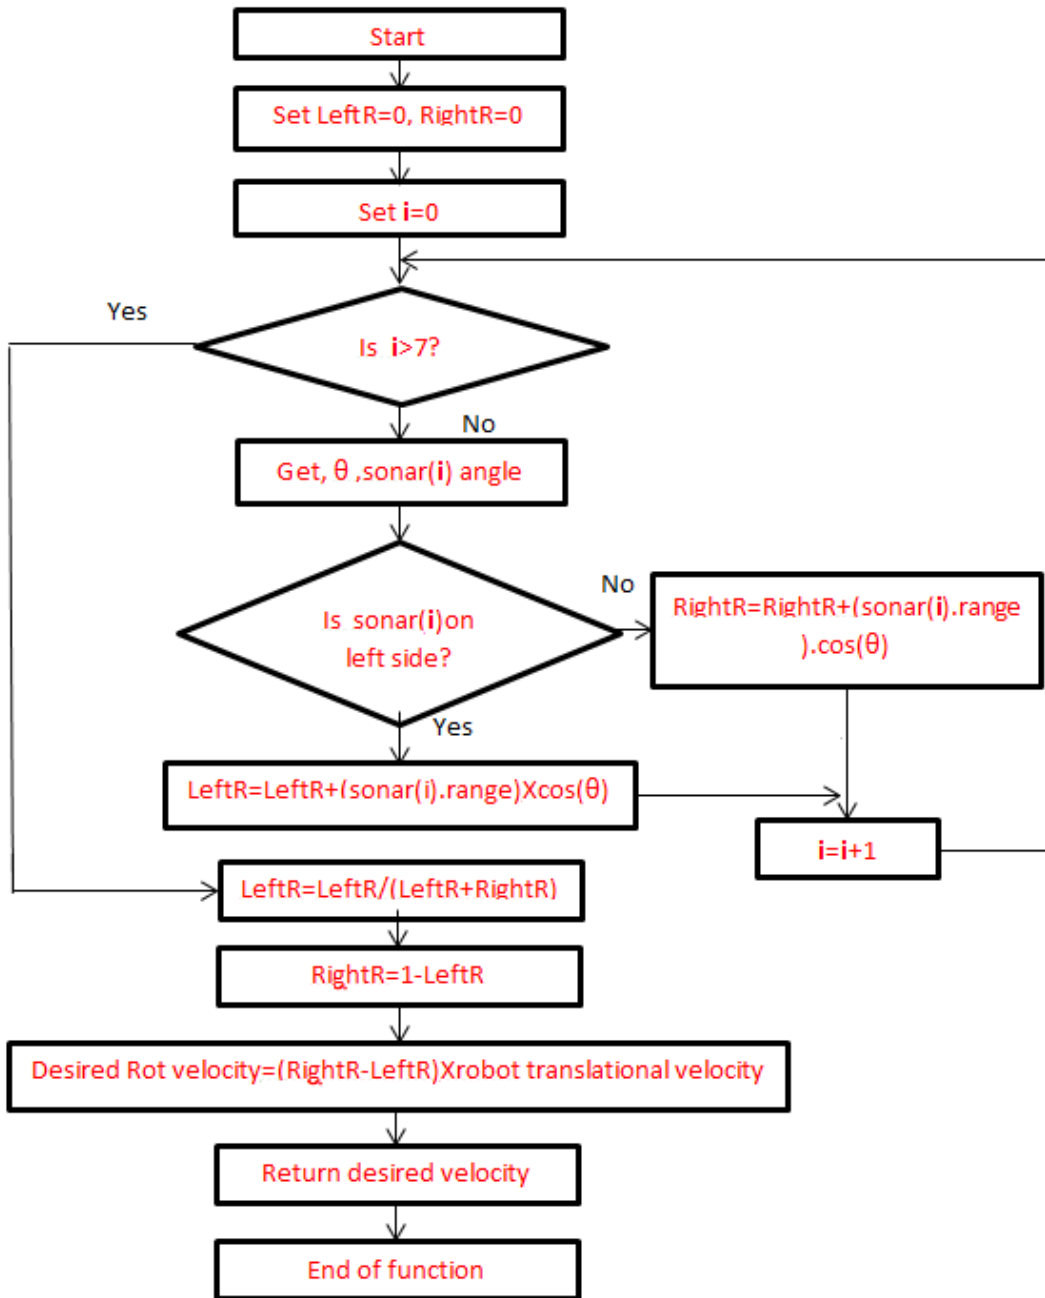 Start
Set LeftR=0, RightR=0
Set i=0
Yes
Is i>7?
No
Get, θ ,sonar(i) angle
No
Is sonar(i)on
left side?
RightR=RightR+(sonar(i).range
).cos(θ)
Yes
LeftR=LeftR+(sonar(i).range)Xcos(θ)
i=i+1
LeftR=LeftR/(LeftR+RightR)
RightR=1-LeftR
Desired Rot velocity=(RightR-LeftR)Xrobot translational velocity
Return desired velocity
End of function